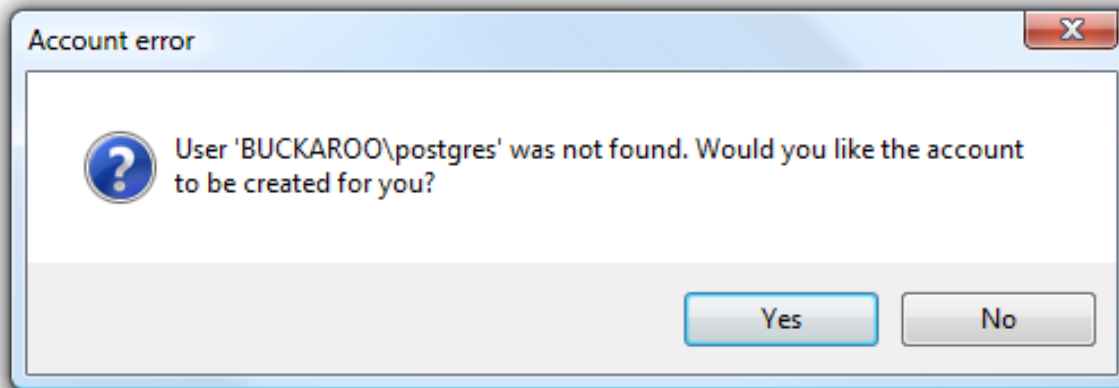 Account error
User 'BUCKAROO\postgres' was not found. Would you like the account
to be created for you?
Yes
No